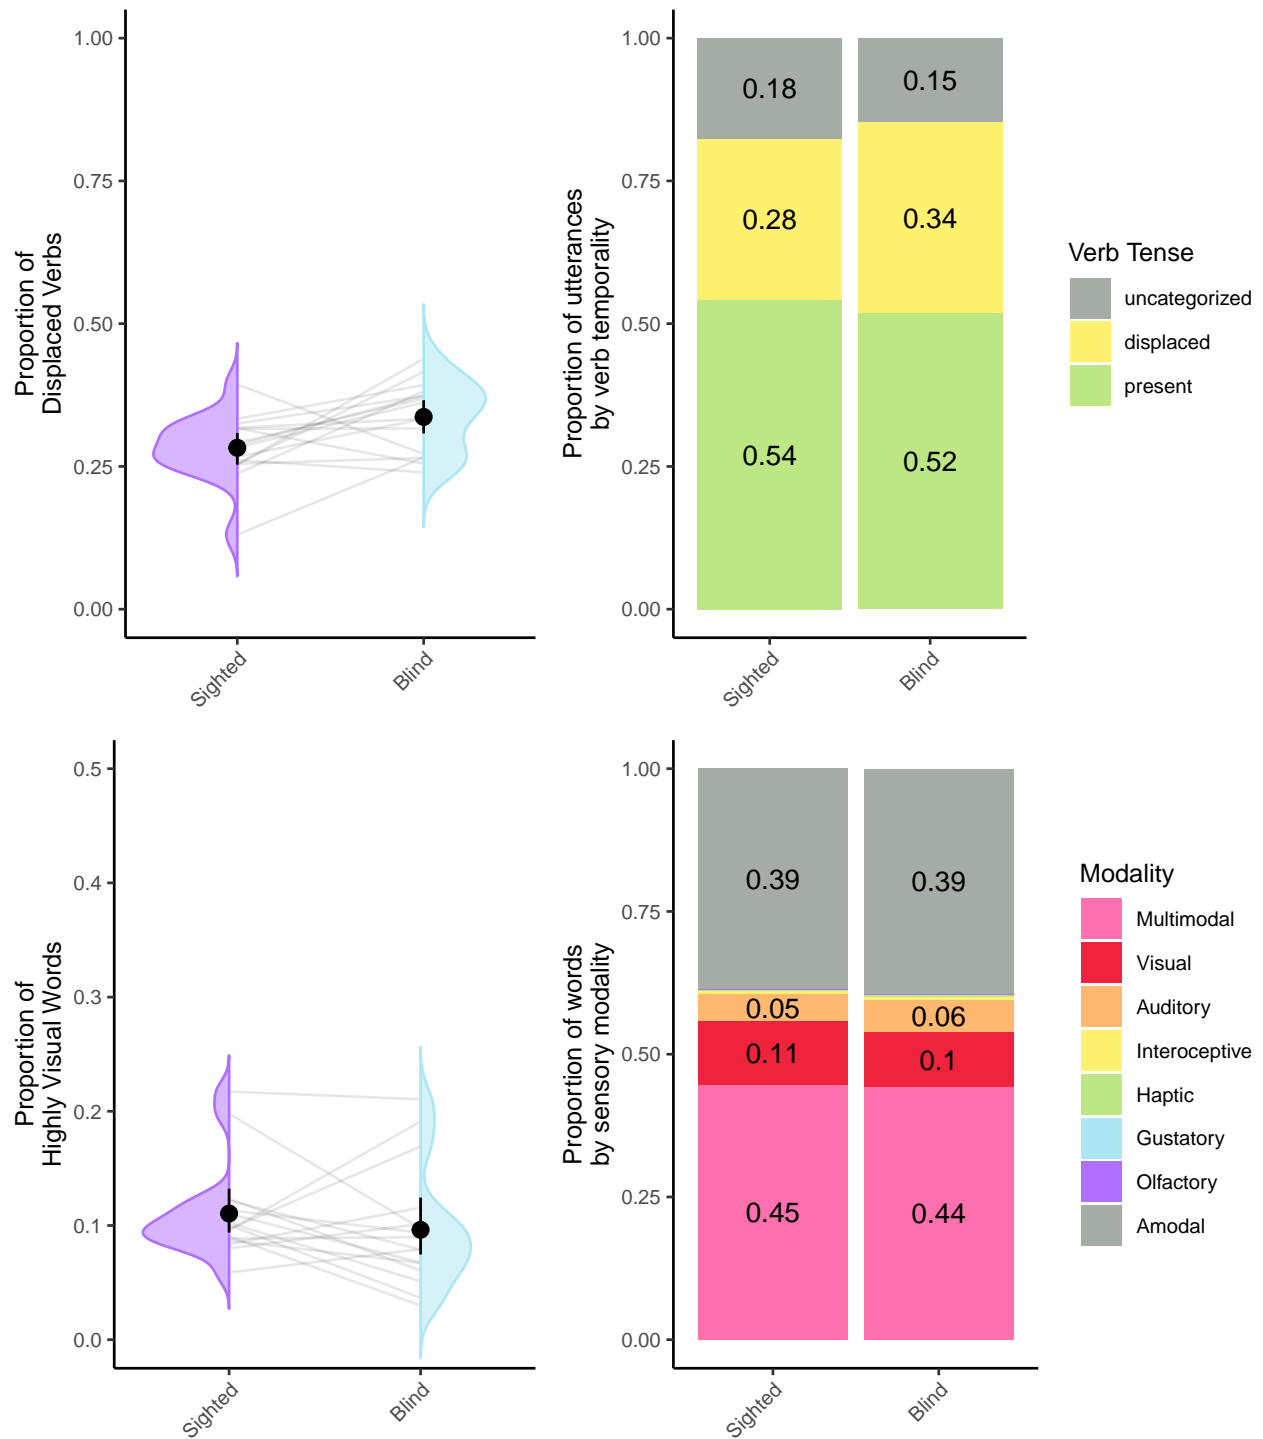 Proportion of
Displaced Verbs
1.00
0.75
0.50
0.25
0.00
Sighted
Blind
Proportion of utterances
by verb temporality
1.00
0.75
0.50
0.25
0.00
0.18
0.15
0.28
0.34
0.54
0.52
Sighted
Blind
Verb Tense
uncategorized
displaced
present
Proportion of
Highly Visual Words
0.5
0.4
0.3
0.2
0.1
0.0
Sighted
Blind
Proportion of words
by sensory modality
1.00
0.75
0.50
0.25
0.00
0.39
0.39
0.05
0.06
0.11
0.1
0.45
0.44
Sighted
Blind
Modality
Multimodal
Visual
Auditory
Interoceptive
Haptic
Gustatory
Olfactory
Amodal